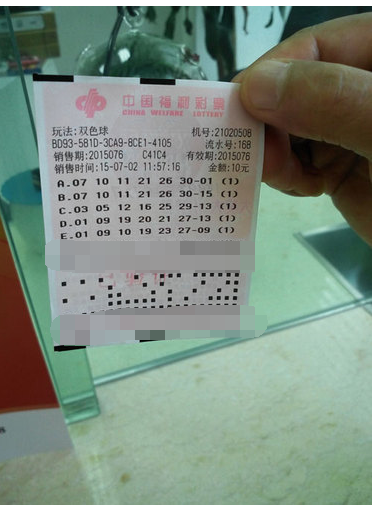 中国福利彩票
CHINA WELFARE LOTTERY
玩法:双色球 机号:21020508
BD93-5B1D-3CA9-8CE1-4105 流水号:168
销售期:2015076 C41C4 有效期:2015076
销售时间:15-07-02 11:57:16 金额:10元
A.07 10 11 21 26 30-01 (1)
B.07 10 11 21 26 30-15 (1)
C.03 05 12 16 25 29-13 (1)
D.01 09 19 20 21 27-13 (1)
E.01 09 10 19 23 27-09 (1)